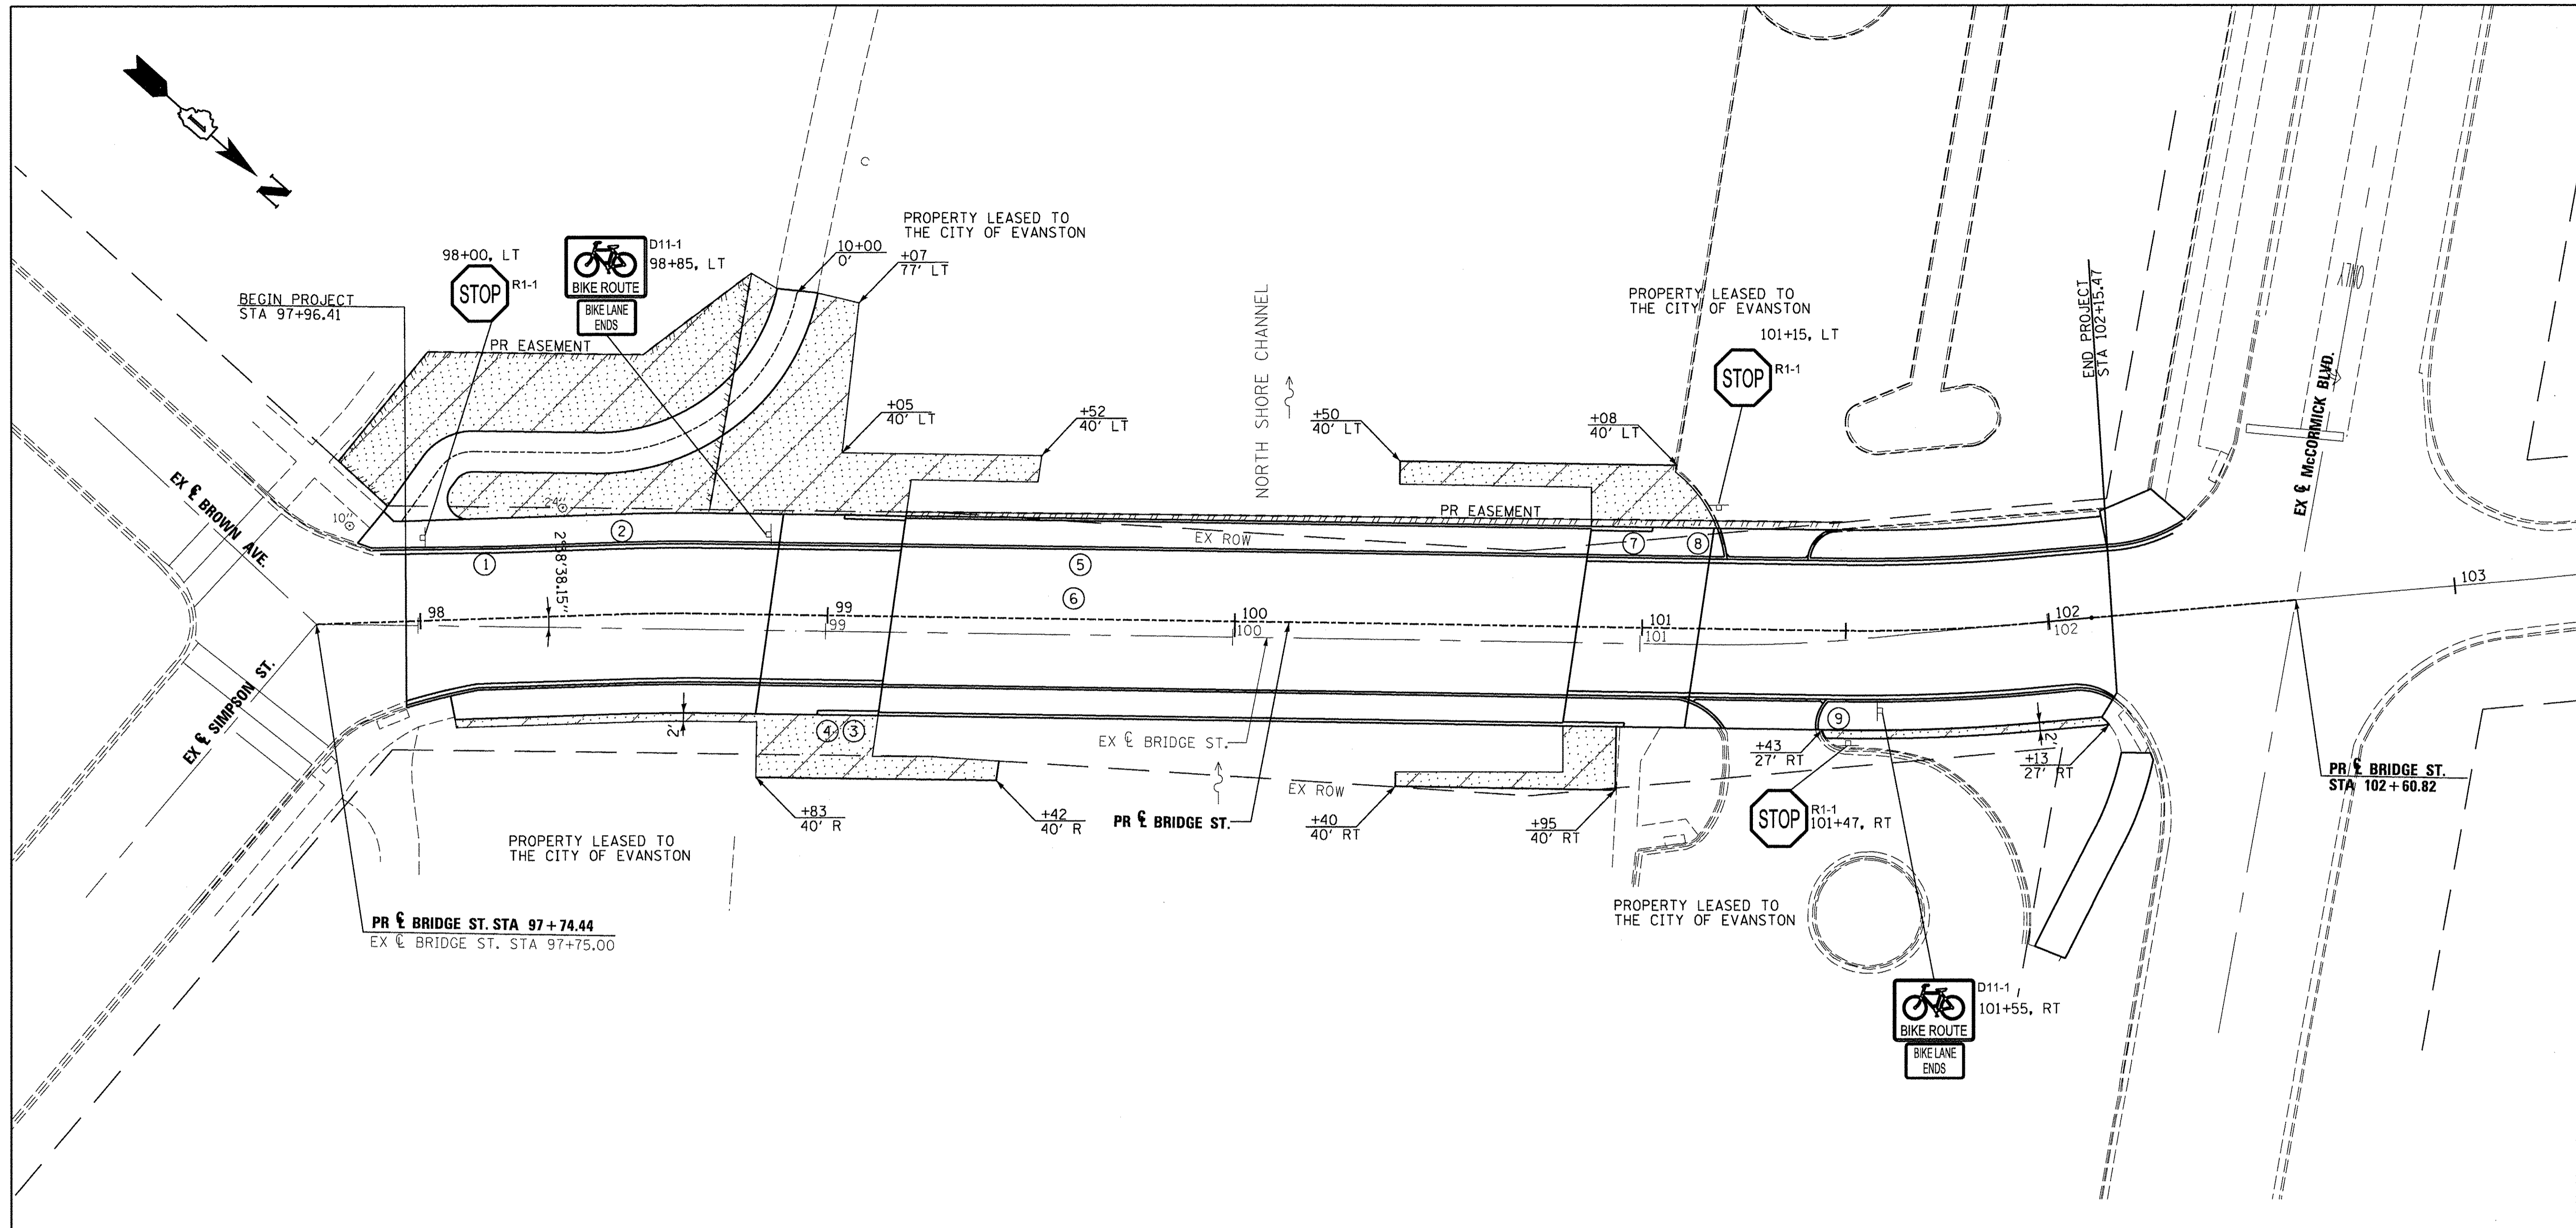 N
98+00, LT
STOP
R1-1
BIKE ROUTE
BIKE LANE
ENDS
D11-1
98+85, LT
PROPERTY LEASED TO
THE CITY OF EVANSTON
10+00
0'
+07
77' LT
BEGIN PROJECT
STA 97+96.41
PR EASEMENT
+05
40' LT
+52
40' LT
NORTH SHORE CHANNEL
+50
40' LT
+08
40' LT
PROPERTY LEASED TO
THE CITY OF EVANSTON
101+15, LT
STOP
R1-1
END PROJECT
STA 102+15.47
ONLY
EX ℄ McCORMICK BLVD.
EX ℄ BROWN AVE.
10"
24"
PR EASEMENT
EX ROW
1
2
5
6
7
8
2°38'38.15"
98
99
99
100
100
101
101
102
102
103
EX ℄ SIMPSON ST.
2'
4
3
9
EX ℄ BRIDGE ST.
EX ROW
+43
27' RT
2'
+13
27' RT
PR ℄ BRIDGE ST.
STA 102+60.82
+83
40' R
+42
40' R
PR ℄ BRIDGE ST.
+40
40' RT
+95
40' RT
STOP
R1-1
101+47, RT
PROPERTY LEASED TO
THE CITY OF EVANSTON
PROPERTY LEASED TO
THE CITY OF EVANSTON
PR ℄ BRIDGE ST. STA 97+74.44
EX ℄ BRIDGE ST. STA 97+75.00
BIKE ROUTE
BIKE LANE
ENDS
D11-1
101+55, RT